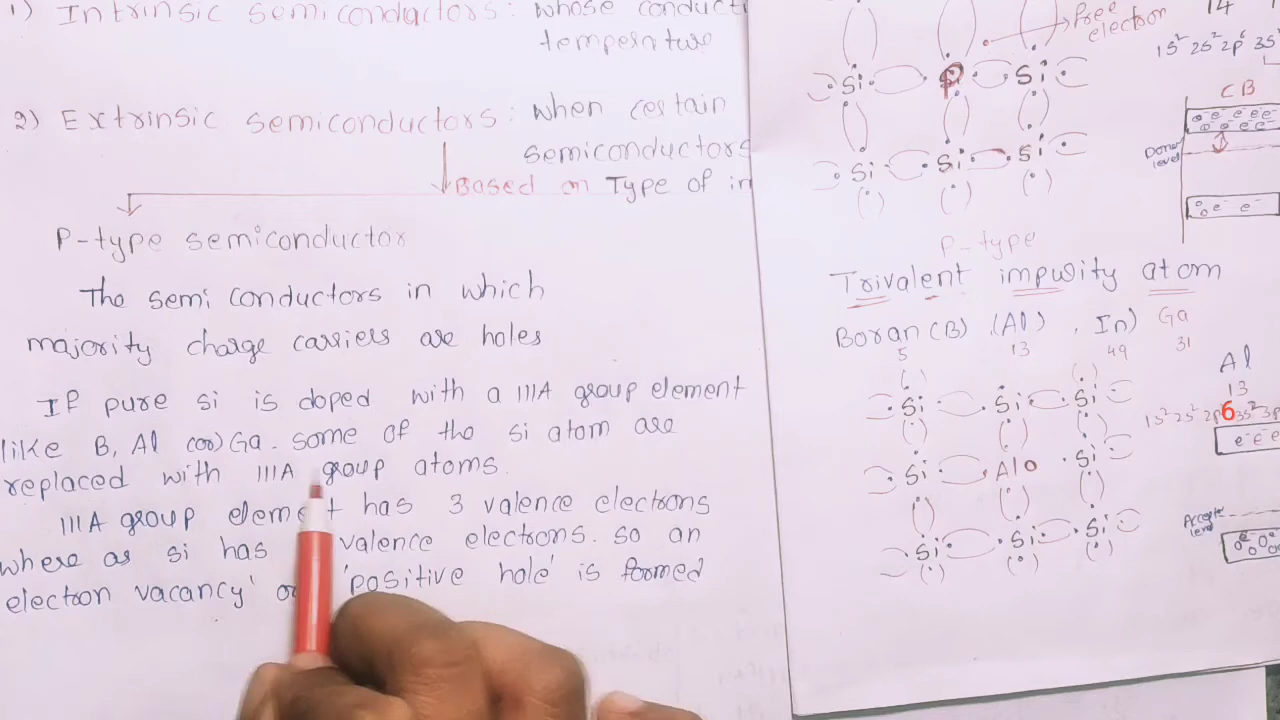 1) Intrinsic semiconductors: whose conducti
temperature
2) Extrinsic semiconductors: when certain
semiconductors
Based on Type of im
P-type semiconductor
The semi conductors in which
majority charge carriers are holes
If pure si is doped with a IIIA group element
like B, Al (or) Ga. some of the si atom are
replaced with IIIA group atoms.
IIIA group element has 3 valence electrons
where as si has valence electrons. so an
electron vacancy' or 'positive hole' is formed
free
electron
14
1s² 2s² 2p⁶ 3s²
Si P Si
CB
e⁻ e⁻ e⁻ e⁻
e⁻ e⁻ e⁻
Donor
level
Si Si Si
e⁻ e⁻
P-type
Trivalent impurity atom
Boran (B) (Al) , In) Ga
5 13 49 31
Al
13
1s² 2s² 2p6 3s² 3p
Si Si Si
e⁻ e⁻ e
Si Al Si
Accepter
level
Si Si Si